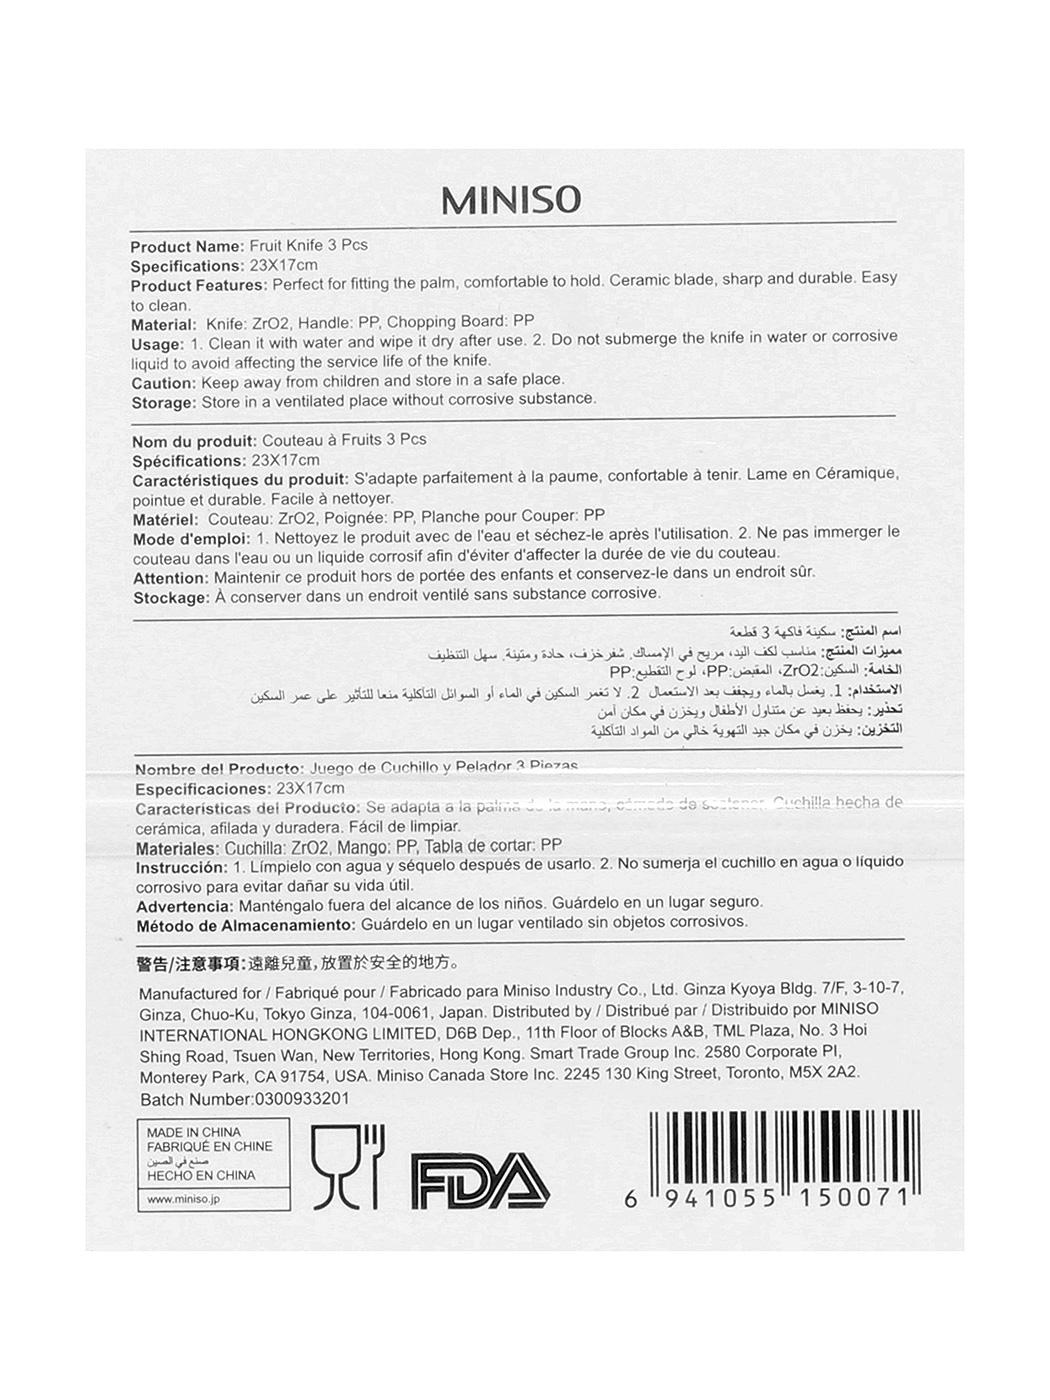 MINISO
Product Name: Fruit Knife 3 Pcs
Specifications: 23X17cm
Product Features: Perfect for fitting the palm, comfortable to hold. Ceramic blade, sharp and durable. Easy
to clean.
Material:  Knife: ZrO2, Handle: PP, Chopping Board: PP
Usage: 1. Clean it with water and wipe it dry after use. 2. Do not submerge the knife in water or corrosive
liquid to avoid affecting the service life of the knife.
Caution: Keep away from children and store in a safe place.
Storage: Store in a ventilated place without corrosive substance.
Nom du produit: Couteau à Fruits 3 Pcs
Spécifications: 23X17cm
Caractéristiques du produit: S'adapte parfaitement à la paume, confortable à tenir. Lame en Céramique,
pointue et durable. Facile à nettoyer.
Matériel:  Couteau: ZrO2, Poignée: PP, Planche pour Couper: PP
Mode d'emploi: 1. Nettoyez le produit avec de l'eau et séchez-le après l'utilisation. 2. Ne pas immerger le
couteau dans l'eau ou un liquide corrosif afin d'éviter d'affecter la durée de vie du couteau.
Attention: Maintenir ce produit hors de portée des enfants et conservez-le dans un endroit sûr.
Stockage: À conserver dans un endroit ventilé sans substance corrosive.
اسم المنتج: سكينة فاكهة 3 قطعة
مميزات المنتج: مناسب لكف اليد، مريح في الإمساك. شفرخزف، حادة ومتينة. سهل التنظيف
الخامة: السكين:ZrO2، المقبض:PP، لوح التقطيع:PP
الاستخدام: 1. يغسل بالماء ويجفف بعد الاستعمال  2. لا تغمر السكين في الماء أو السوائل التآكلية منعا للتأثير على عمر السكين
تحذير: يحفظ بعيد عن متناول الأطفال ويخزن في مكان آمن
التخزين: يخزن في مكان جيد التهوية خالي من المواد التآكلية
Nombre del Producto: Juego de Cuchillo y Pelador 3 Piezas
Especificaciones: 23X17cm
Características del Producto: Se adapta a la palma de la mano, cómodo de sostener. Cuchilla hecha de
cerámica, afilada y duradera. Fácil de limpiar.
Materiales: Cuchilla: ZrO2, Mango: PP, Tabla de cortar: PP
Instrucción: 1. Límpielo con agua y séquelo después de usarlo. 2. No sumerja el cuchillo en agua o líquido
corrosivo para evitar dañar su vida útil.
Advertencia: Manténgalo fuera del alcance de los niños. Guárdelo en un lugar seguro.
Método de Almacenamiento: Guárdelo en un lugar ventilado sin objetos corrosivos.
警告/注意事項:遠離兒童,放置於安全的地方。
Manufactured for / Fabriqué pour / Fabricado para Miniso Industry Co., Ltd. Ginza Kyoya Bldg. 7/F, 3-10-7,
Ginza, Chuo-Ku, Tokyo Ginza, 104-0061, Japan. Distributed by / Distribué par / Distribuido por MINISO
INTERNATIONAL HONGKONG LIMITED, D6B Dep., 11th Floor of Blocks A&B, TML Plaza, No. 3 Hoi
Shing Road, Tsuen Wan, New Territories, Hong Kong. Smart Trade Group Inc. 2580 Corporate Pl,
Monterey Park, CA 91754, USA. Miniso Canada Store Inc. 2245 130 King Street, Toronto, M5X 2A2.
Batch Number:0300933201
MADE IN CHINA
FABRIQUÉ EN CHINE
صنع في الصين
HECHO EN CHINA
www.miniso.jp
FDA
6 941055 150071